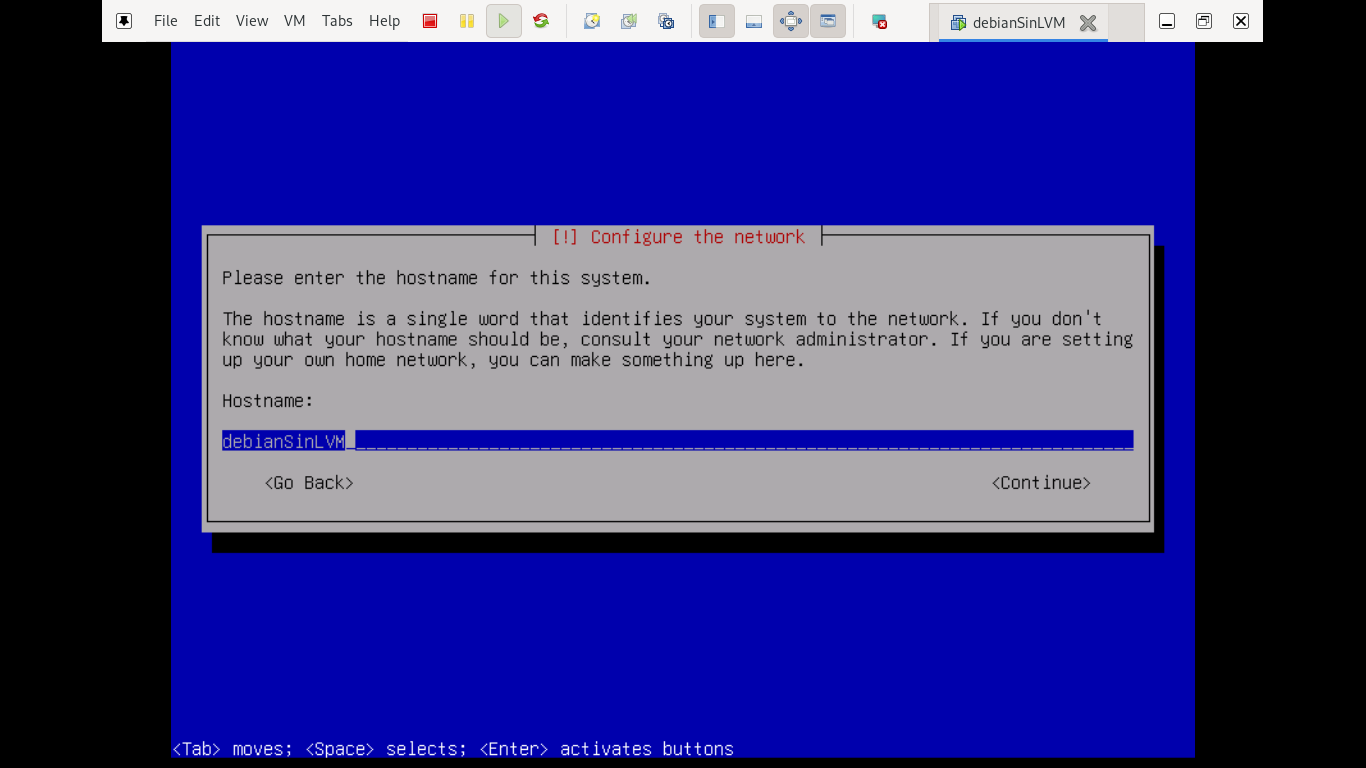 File Edit View VM Tabs Help debianSinLVM
[!] Configure the network
Please enter the hostname for this system.
The hostname is a single word that identifies your system to the network. If you don't
know what your hostname should be, consult your network administrator. If you are setting
up your own home network, you can make something up here.
Hostname:
debianSinLVM
<Go Back> <Continue>
<Tab> moves; <Space> selects; <Enter> activates buttons